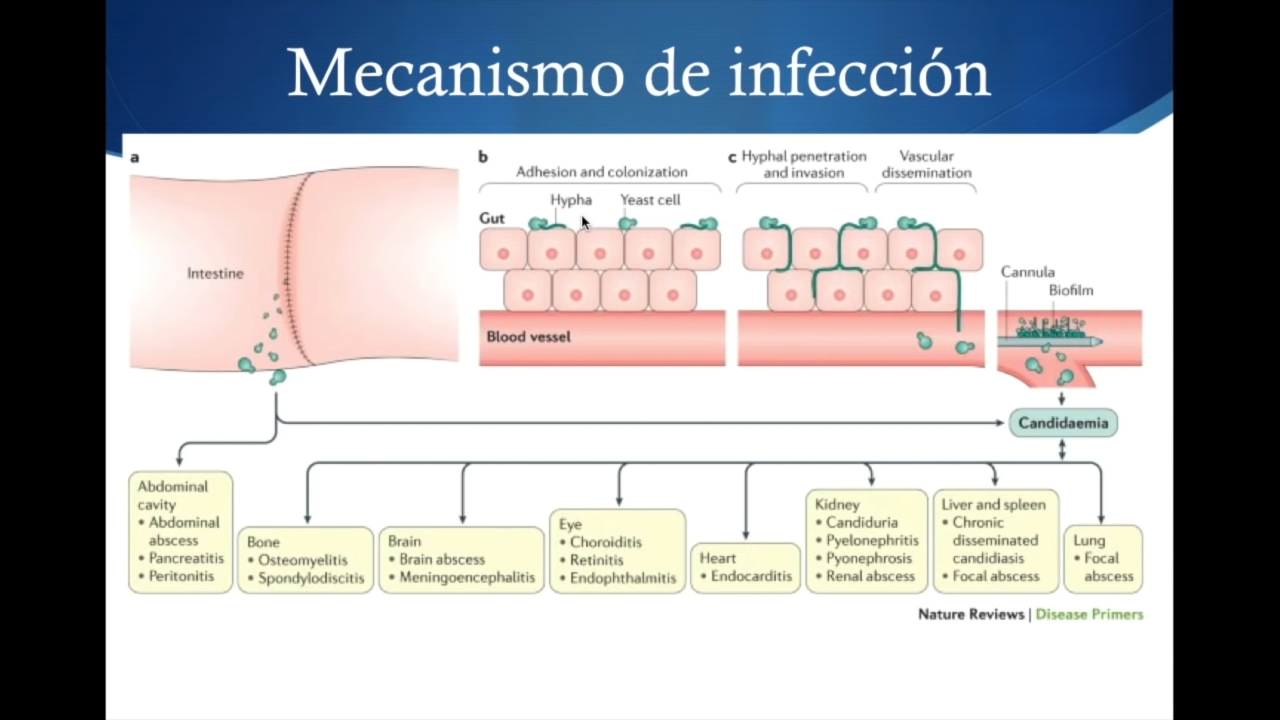 Mecanismo de infección
a
Intestine
b
Adhesion and colonization
Hypha
Yeast cell
Gut
Blood vessel
c
Hyphal penetration
and invasion
Vascular
dissemination
Cannula
Biofilm
Candidaemia
Abdominal
cavity
• Abdominal
abscess
• Pancreatitis
• Peritonitis
Bone
• Osteomyelitis
• Spondylodiscitis
Brain
• Brain abscess
• Meningoencephalitis
Eye
• Choroiditis
• Retinitis
• Endophthalmitis
Heart
• Endocarditis
Kidney
• Candiduria
• Pyelonephritis
• Pyonephrosis
• Renal abscess
Liver and spleen
• Chronic
disseminated
candidiasis
• Focal abscess
Lung
• Focal
abscess
Nature Reviews | Disease Primers